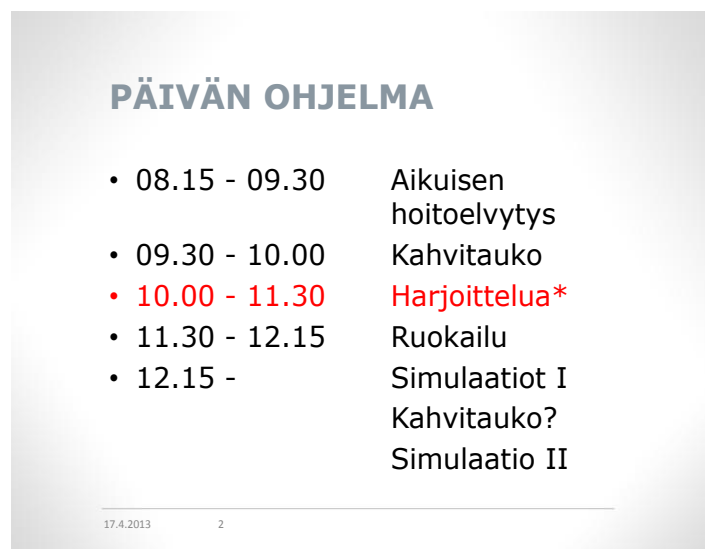 PÄIVÄN OHJELMA
• 08.15 - 09.30 Aikuisen
hoitoelvytys
• 09.30 - 10.00 Kahvitauko
• 10.00 - 11.30 Harjoittelua*
• 11.30 - 12.15 Ruokailu
• 12.15 - Simulaatiot I
Kahvitauko?
Simulaatio II
17.4.2013 2